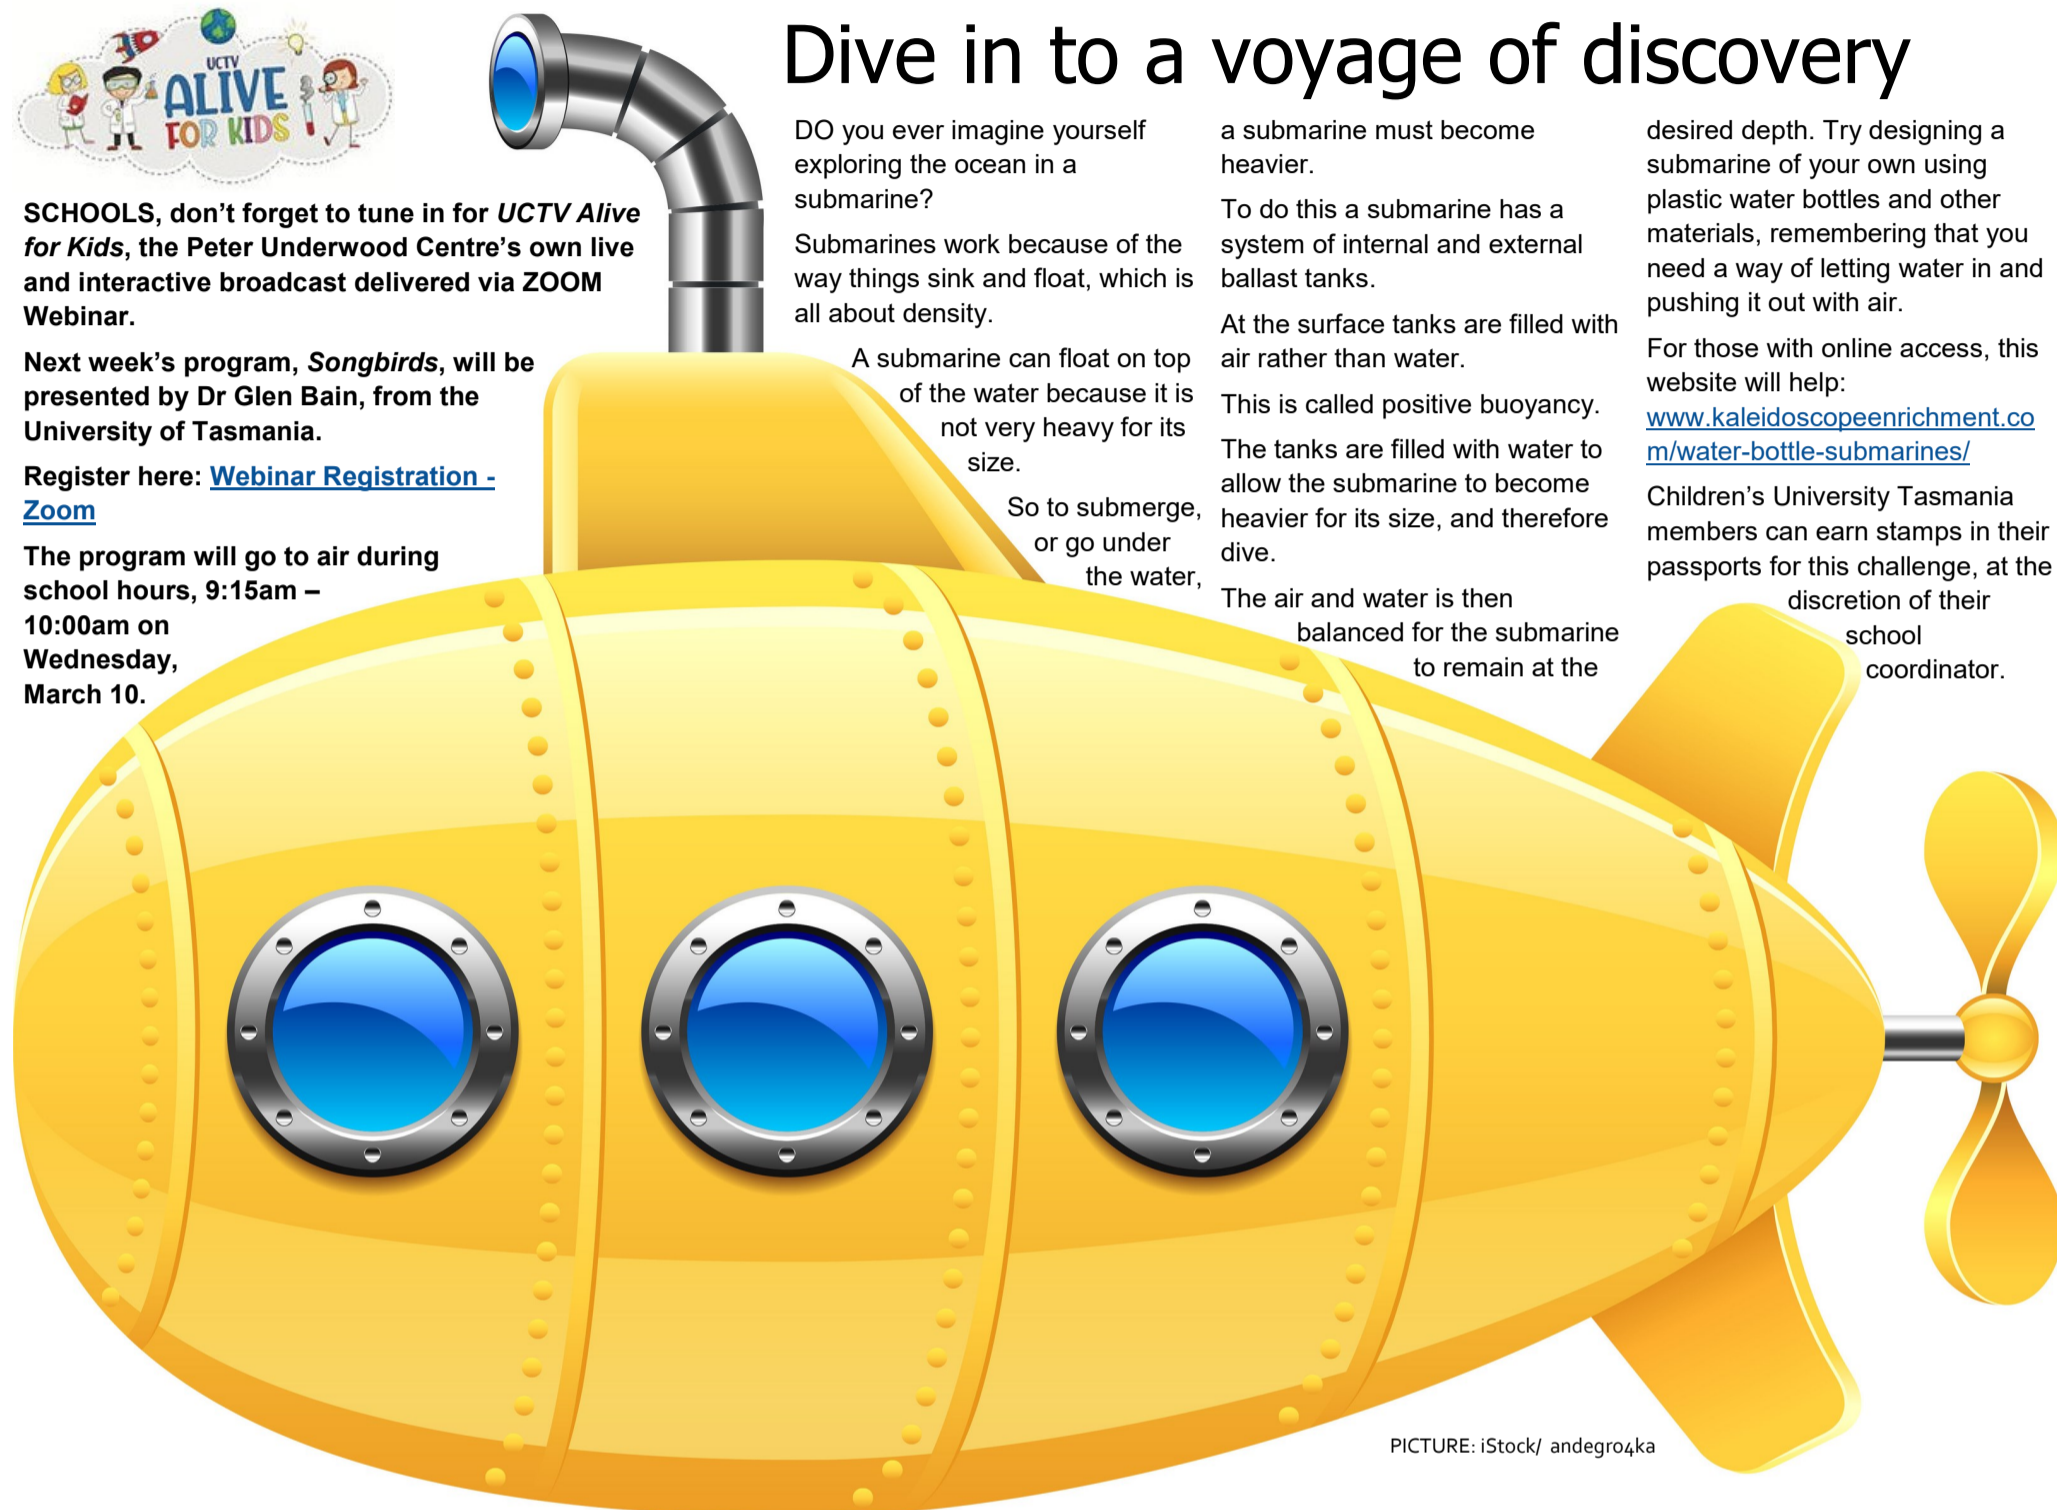 UCTV
ALIVE
FOR KIDS
SCHOOLS, don’t forget to tune in for UCTV Alive
for Kids, the Peter Underwood Centre’s own live
and interactive broadcast delivered via ZOOM
Webinar.
Next week’s program, Songbirds, will be
presented by Dr Glen Bain, from the
University of Tasmania.
Register here: Webinar Registration -
Zoom
The program will go to air during
school hours, 9:15am –
10:00am on
Wednesday,
March 10.
Dive in to a voyage of discovery
DO you ever imagine yourself
exploring the ocean in a
submarine?
Submarines work because of the
way things sink and float, which is
all about density.
A submarine can float on top
of the water because it is
not very heavy for its
size.
So to submerge,
or go under
the water,
a submarine must become
heavier.
To do this a submarine has a
system of internal and external
ballast tanks.
At the surface tanks are filled with
air rather than water.
This is called positive buoyancy.
The tanks are filled with water to
allow the submarine to become
heavier for its size, and therefore
dive.
The air and water is then
balanced for the submarine
to remain at the
desired depth. Try designing a
submarine of your own using
plastic water bottles and other
materials, remembering that you
need a way of letting water in and
pushing it out with air.
For those with online access, this
website will help:
www.kaleidoscopeenrichment.co
m/water-bottle-submarines/
Children’s University Tasmania
members can earn stamps in their
passports for this challenge, at the
discretion of their
school
coordinator.
PICTURE: iStock/ andegro4ka